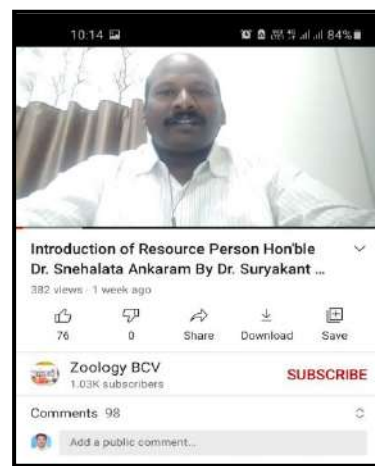 10:14
84%
Introduction of Resource Person Hon'ble
Dr. Snehalata Ankaram By Dr. Suryakant ...
382 views · 1 week ago
76 0 Share Download Save
Zoology BCV
1.03K subscribers
SUBSCRIBE
Comments 98
Add a public comment...